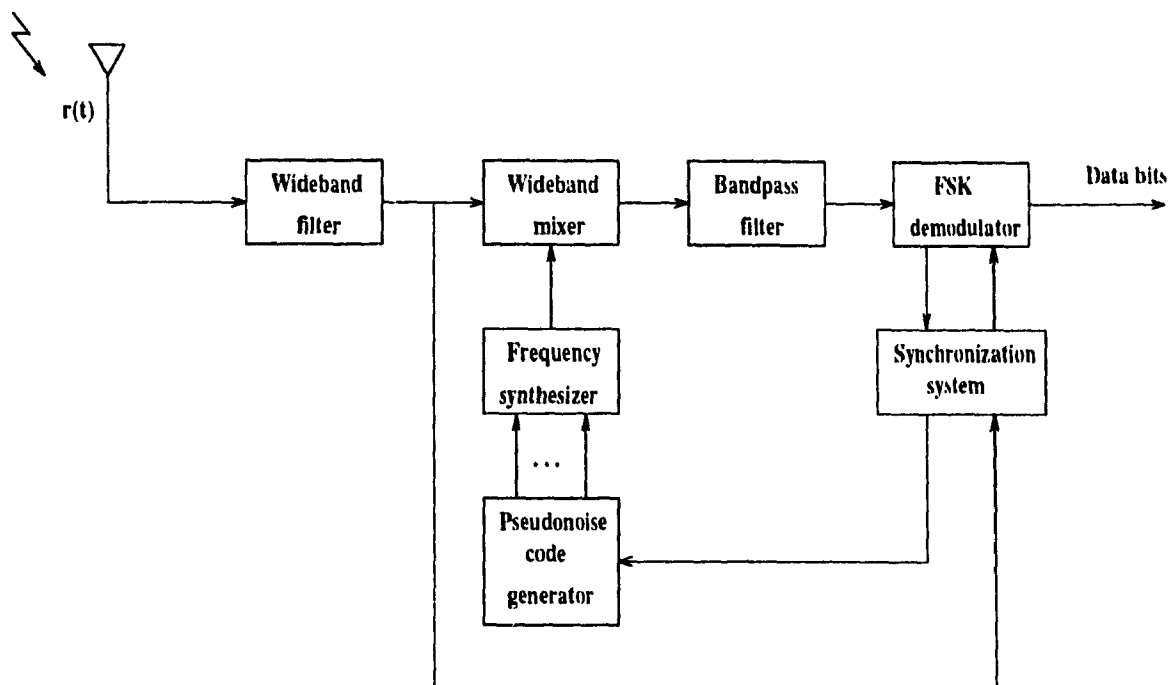 r(t)
Wideband
filter
Wideband
mixer
Bandpass
filter
FSK
demodulator
Data bits
Frequency
synthesizer
Synchronization
system
...
Pseudonoise
code
generator